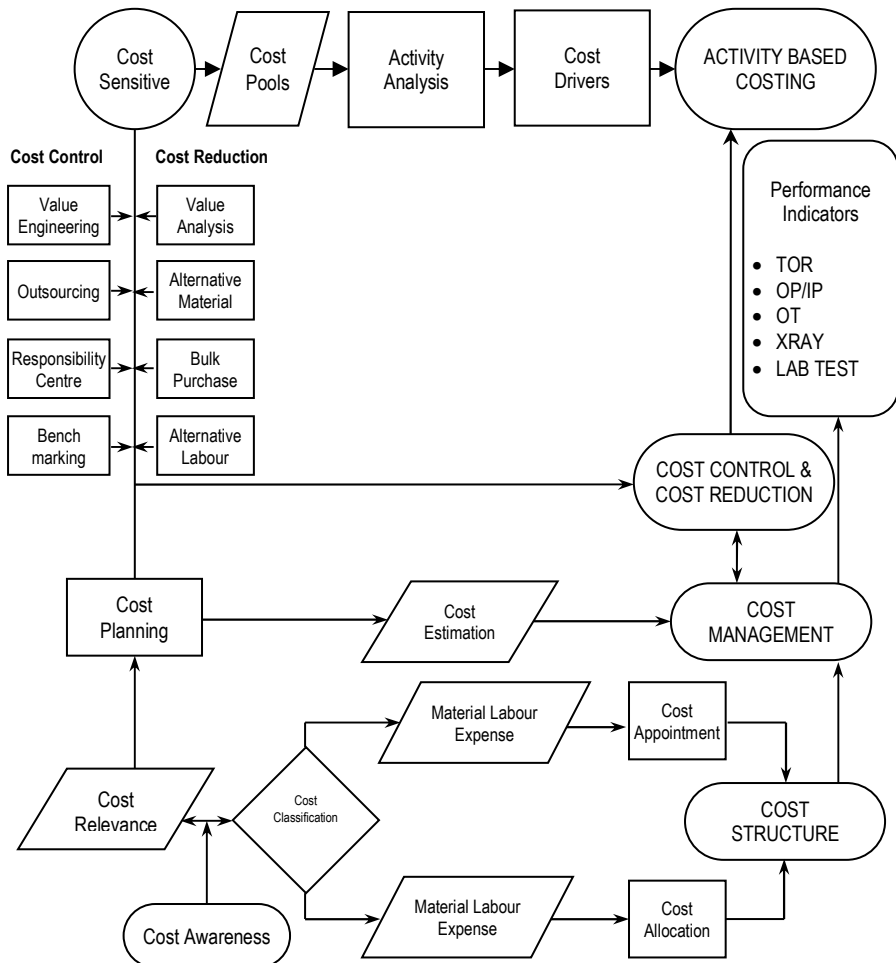 Cost
Sensitive
Cost
Pools
Activity
Analysis
Cost
Drivers
ACTIVITY BASED
COSTING
Cost Control
Cost Reduction
Value
Engineering
Value
Analysis
Outsourcing
Alternative
Material
Responsibility
Centre
Bulk
Purchase
Bench
marking
Alternative
Labour
Performance
Indicators
• TOR
• OP/IP
• OT
• XRAY
• LAB TEST
COST CONTROL &
COST REDUCTION
Cost
Planning
Cost
Estimation
COST
MANAGEMENT
Material Labour
Expense
Cost
Appointment
Cost
Relevance
Cost
Classification
COST
STRUCTURE
Cost Awareness
Material Labour
Expense
Cost
Allocation